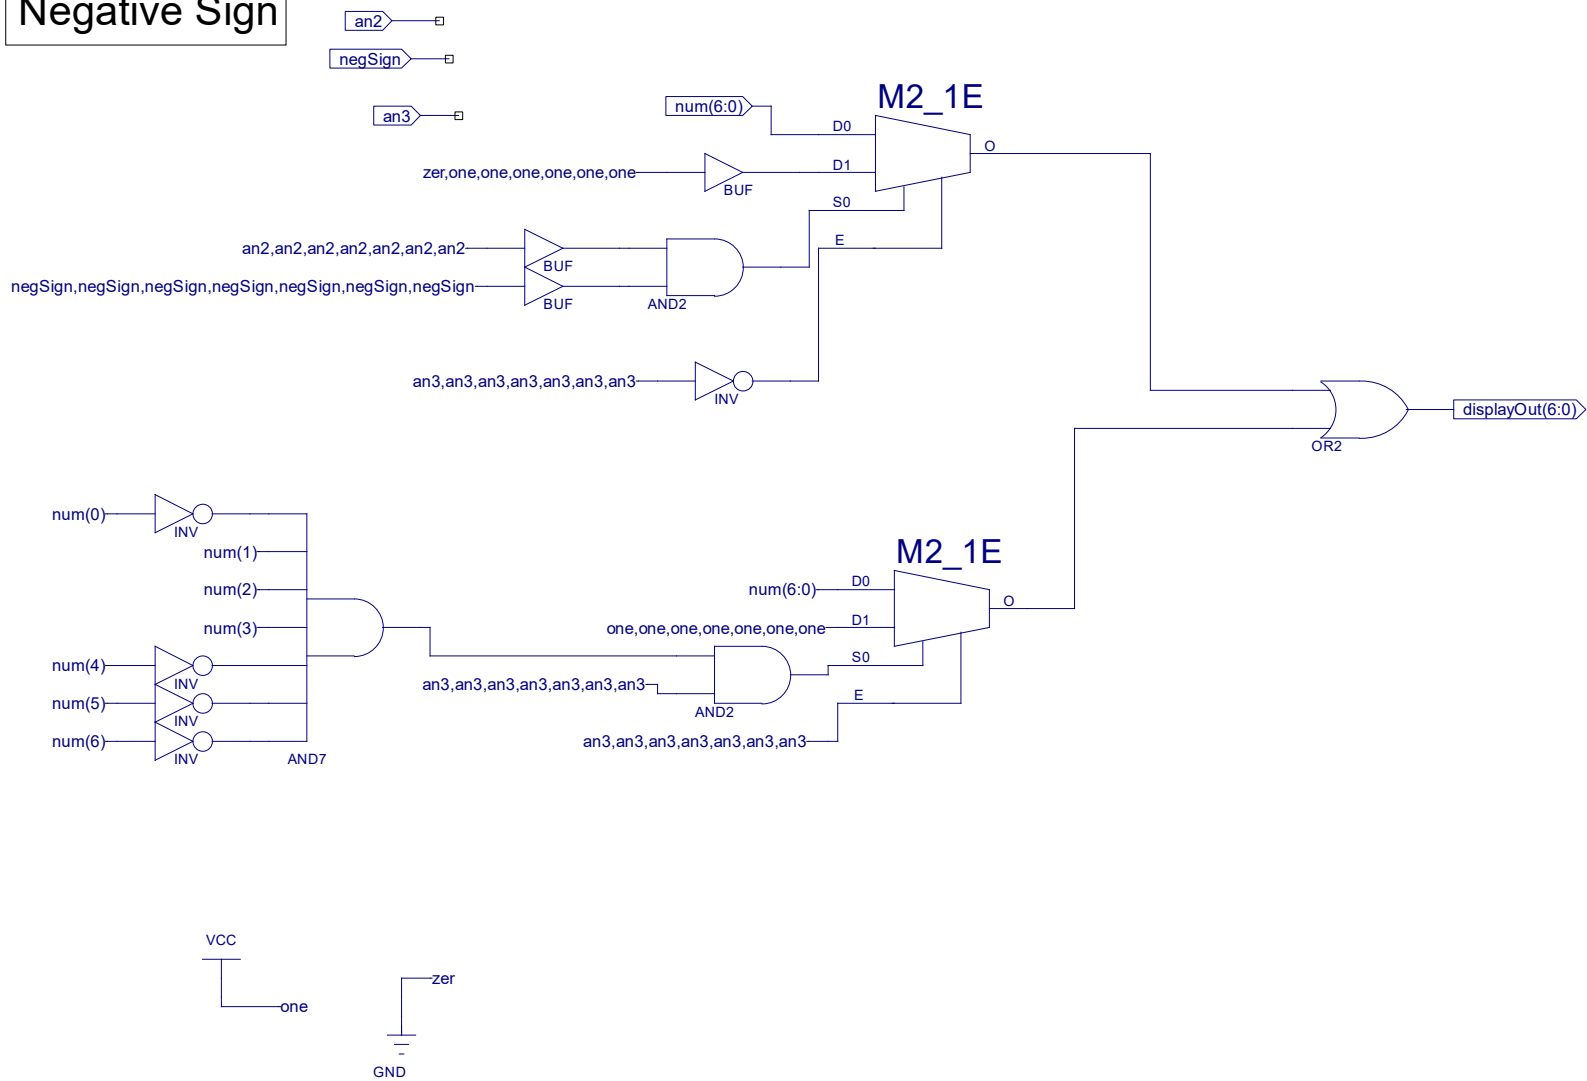 Negative Sign
an2
negSign
an3
M2_1E
num(6:0)
D0
O
zer,one,one,one,one,one,one
D1
BUF
S0
an2,an2,an2,an2,an2,an2,an2
E
BUF
negSign,negSign,negSign,negSign,negSign,negSign,negSign
BUF
AND2
an3,an3,an3,an3,an3,an3,an3
INV
displayOut(6:0)
OR2
num(0)
INV
num(1)
M2_1E
num(2)
num(6:0)
D0
O
num(3)
one,one,one,one,one,one,one
D1
num(4)
S0
INV
an3,an3,an3,an3,an3,an3,an3
E
num(5)
AND2
INV
num(6)
an3,an3,an3,an3,an3,an3,an3
INV
AND7
VCC
zer
one
GND